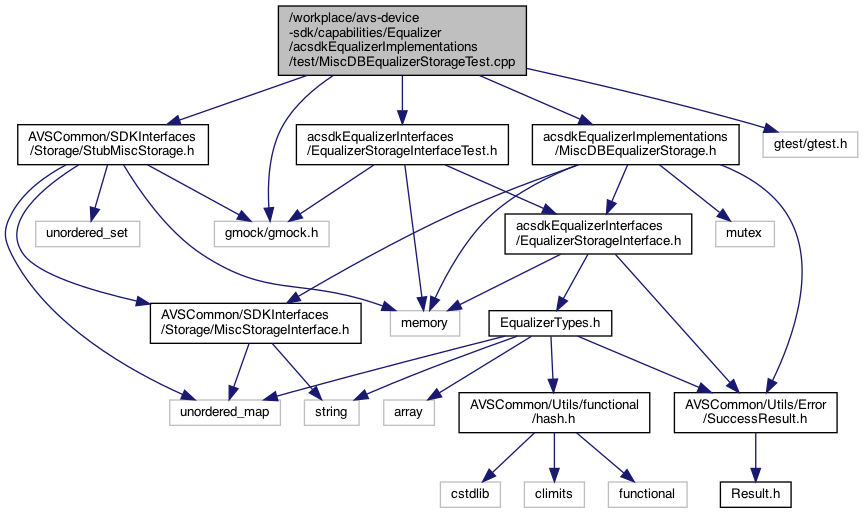 /workplace/avs-device
-sdk/capabilities/Equalizer
/acsdkEqualizerImplementations
/test/MiscDBEqualizerStorageTest.cpp
AVSCommon/SDKInterfaces
/Storage/StubMiscStorage.h
acsdkEqualizerInterfaces
/EqualizerStorageInterfaceTest.h
acsdkEqualizerImplementations
/MiscDBEqualizerStorage.h
gtest/gtest.h
unordered_set
gmock/gmock.h
acsdkEqualizerInterfaces
/EqualizerStorageInterface.h
mutex
AVSCommon/SDKInterfaces
/Storage/MiscStorageInterface.h
memory
EqualizerTypes.h
unordered_map
string
array
AVSCommon/Utils/functional
/hash.h
AVSCommon/Utils/Error
/SuccessResult.h
cstdlib
climits
functional
Result.h